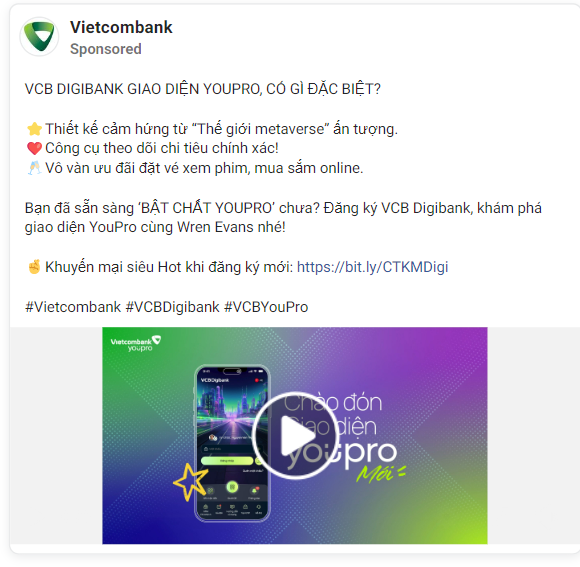 Vietcombank
Sponsored
VCB DIGIBANK GIAO DIỆN YOUPRO, CÓ GÌ ĐẶC BIỆT?
⭐ Thiết kế cảm hứng từ “Thế giới metaverse” ấn tượng.
❤️ Công cụ theo dõi chi tiêu chính xác!
🥂 Vô vàn ưu đãi đặt vé xem phim, mua sắm online.
Bạn đã sẵn sàng ‘BẬT CHẤT YOUPRO’ chưa? Đăng ký VCB Digibank, khám phá
giao diện YouPro cùng Wren Evans nhé!
🤞 Khuyến mại siêu Hot khi đăng ký mới: https://bit.ly/CTKMDigi
#Vietcombank #VCBDigibank #VCBYouPro
Vietcombank
youpro
VCBDigibank
Chào đón
Giao diện
youpro
Mới